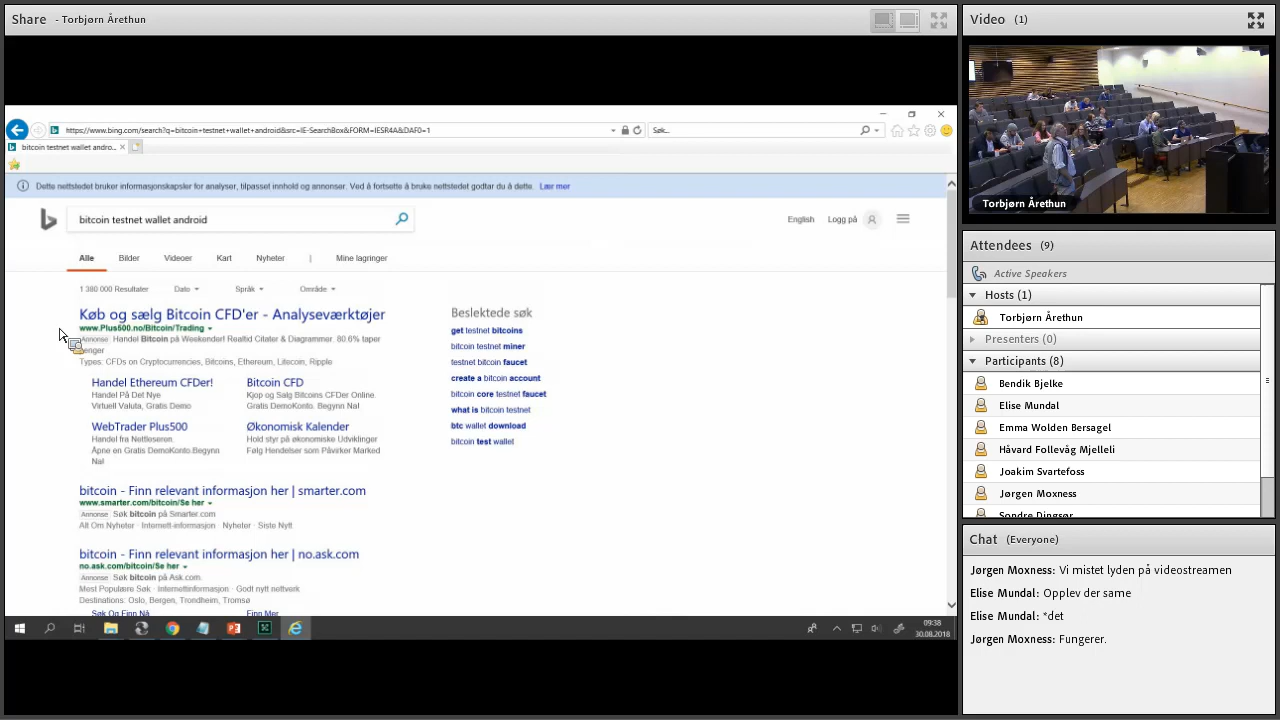 Share - Torbjørn Årethun
https://www.bing.com/search?q=bitcoin+testnet+wallet+android&src=IE-SearchBox&FORM=IESR4A&DAF0=1
Søk...
bitcoin testnet wallet andro...
Dette nettstedet bruker informasjonskapsler for analyser, tilpasset innhold og annonser. Ved å fortsette å bruke nettstedet godtar du å dette. Lær mer
bitcoin testnet wallet android
English Logg på
Alle Bilder Videoer Kart Nyheter | Mine lagringer
1 380 000 Resultater Dato Språk Område
Køb og sælg Bitcoin CFD'er - Analyseværktøjer
www.Plus500.no/Bitcoin/Trading
Annonse Handel Bitcoin på Weekender! Realtid Citater & Diagrammer. 80.6% taper
penger
Types: CFDs on Cryptocurrencies, Bitcoins, Ethereum, Litecoin, Ripple
Handel Ethereum CFDer!
Handel På Det Nye
Virtuell Valuta, Gratis Demo
Bitcoin CFD
Kjop og Salg Bitcoins CFDer Online.
Gratis DemoKonto. Begynn Nal
WebTrader Plus500
Handel fra Nettleseren.
Åpne en Gratis DemoKonto.Begynn
Nal
Økonomisk Kalender
Hold styr på økonomiske Udviklinger
Følg Hendelser som Påvirker Marked
bitcoin - Finn relevant informasjon her | smarter.com
www.smarter.com/bitcoin/Se her
Annonse Søk bitcoin på Smarter.com
Alt Om Nyheter · Internett-informasjon · Nyheter · Siste Nytt
bitcoin - Finn relevant informasjon her | no.ask.com
no.ask.com/bitcoin/Se her
Annonse Søk bitcoin på Ask.com.
Mest Populære Søk · Internettinformasjon · Godt nytt nettverk
Destinations: Oslo, Bergen, Trondheim, Tromsø
Søk Og Finn Nå Finn Mer
Beslektede søk
get testnet bitcoins
bitcoin testnet miner
testnet bitcoin faucet
create a bitcoin account
bitcoin core testnet faucet
what is bitcoin testnet
btc wallet download
bitcoin test wallet
09:38
30.08.2018
Video (1)
Torbjørn Årethun
Attendees (9)
Active Speakers
Hosts (1)
Torbjørn Årethun
Presenters (0)
Participants (8)
Bendik Bjelke
Elise Mundal
Emma Wolden Bersagel
Håvard Follevåg Mjelleli
Joakim Svartefoss
Jørgen Moxness
Sondre Dingsør
Chat (Everyone)
Jørgen Moxness: Vi mistet lyden på videostreamen
Elise Mundal: Opplev der same
Elise Mundal: *det
Jørgen Moxness: Fungerer.